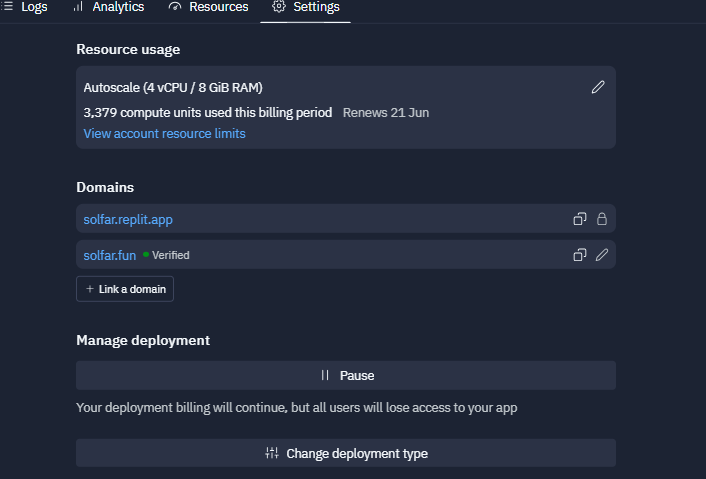 Logs Analytics Resources Settings
Resource usage
Autoscale (4 vCPU / 8 GiB RAM)
3,379 compute units used this billing period Renews 21 Jun
View account resource limits
Domains
solfar.replit.app
solfar.fun Verified
+ Link a domain
Manage deployment
Pause
Your deployment billing will continue, but all users will lose access to your app
Change deployment type